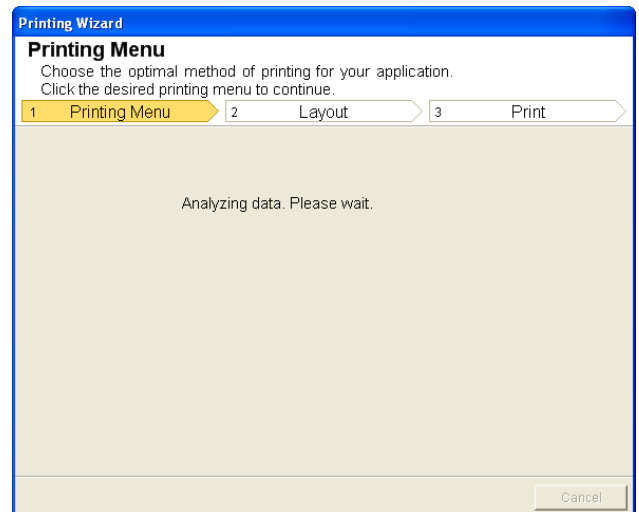 Printing Wizard
Printing Menu
Choose the optimal method of printing for your application.
Click the desired printing menu to continue.
1 Printing Menu 2 Layout 3 Print
Analyzing data. Please wait.
Cancel